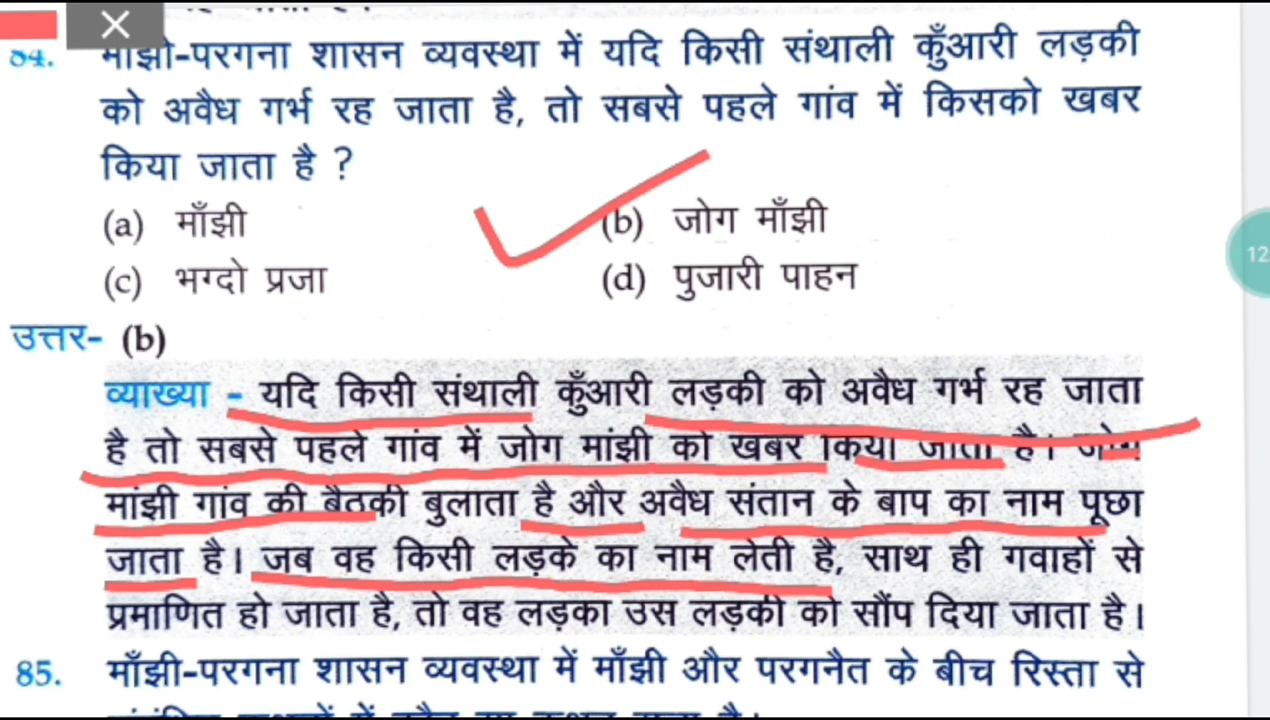 84. माँझी-परगना शासन व्यवस्था में यदि किसी संथाली कुँआरी लड़की
को अवैध गर्भ रह जाता है, तो सबसे पहले गांव में किसको खबर
किया जाता है ?
(a) माँझी (b) जोग माँझी
(c) भग्दो प्रजा (d) पुजारी पाहन
12
उत्तर- (b)
व्याख्या - यदि किसी संथाली कुँआरी लड़की को अवैध गर्भ रह जाता
है तो सबसे पहले गांव में जोग मांझी को खबर किया जाता है। जोग
मांझी गांव की बैठकी बुलाता है और अवैध संतान के बाप का नाम पूछा
जाता है। जब वह किसी लड़के का नाम लेती है, साथ ही गवाहों से
प्रमाणित हो जाता है, तो वह लड़का उस लड़की को सौंप दिया जाता है।
85. माँझी-परगना शासन व्यवस्था में माँझी और परगनैत के बीच रिस्ता से